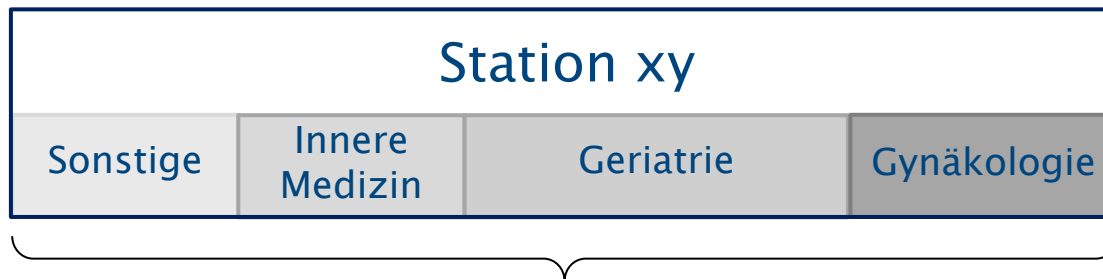 Station xy
Sonstige
Innere
Medizin
Geriatrie
Gynäkologie